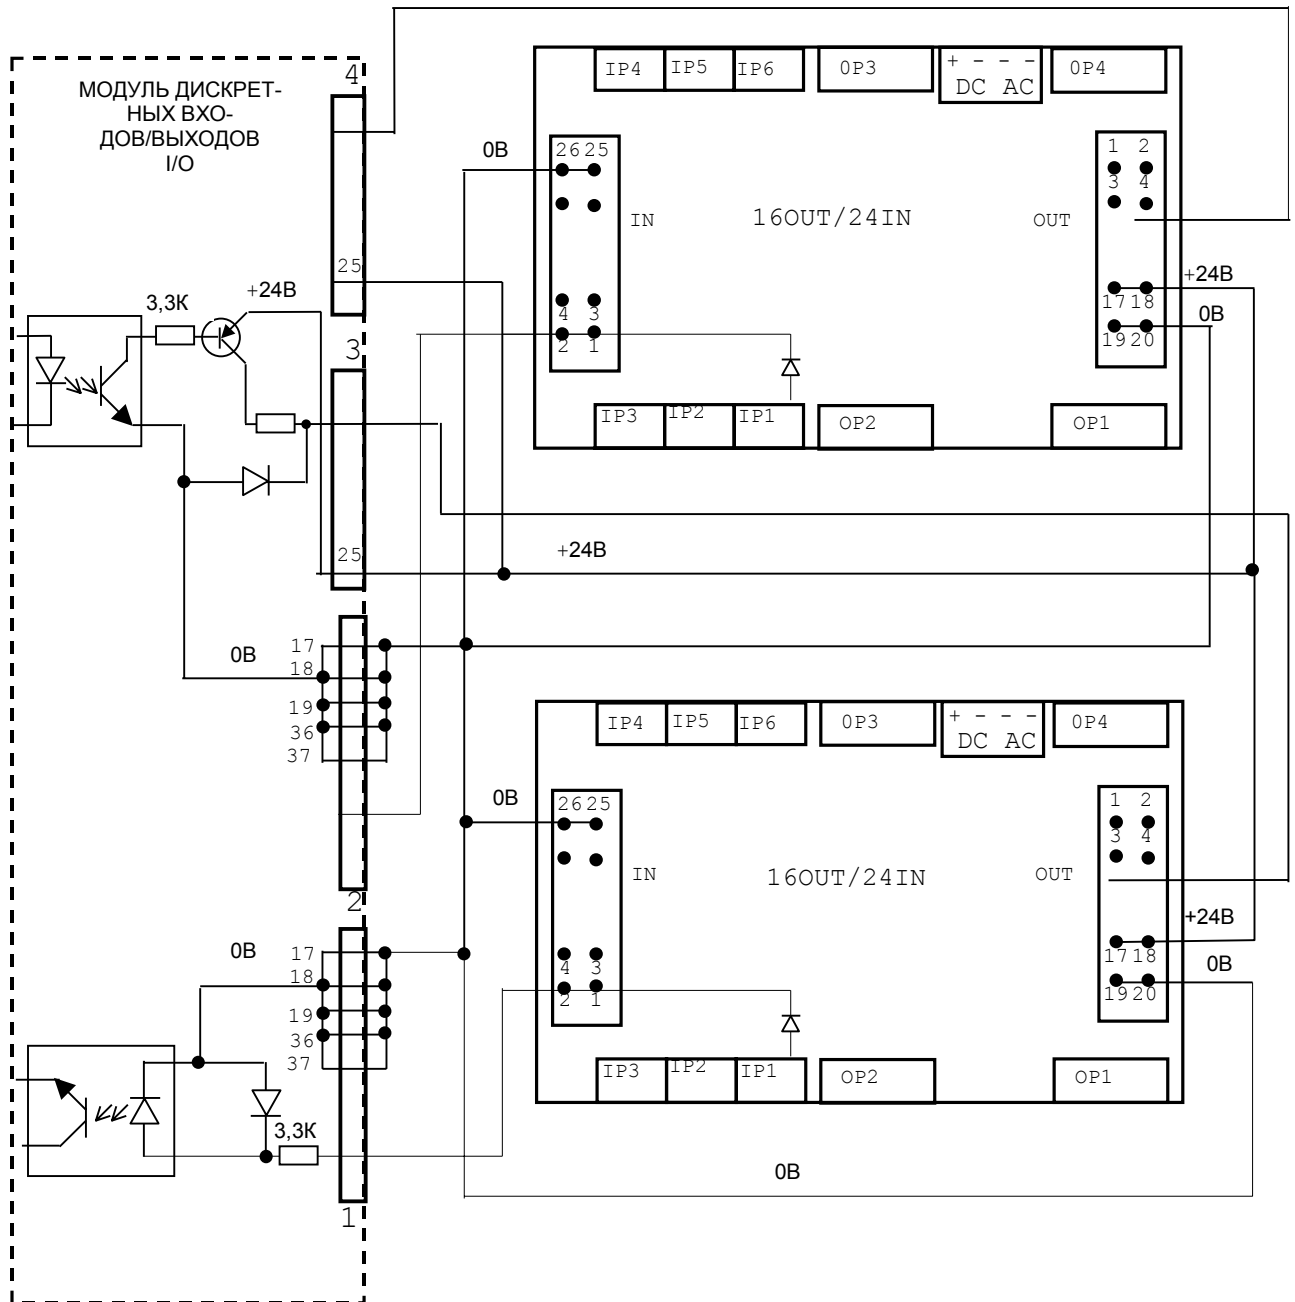 МОДУЛЬ ДИСКРЕТ-
НЫХ ВХО-
ДОВ/ВЫХОДОВ
I/O
4
25
3,3К
+24В
3
25
0В
17
18
19
36
37
2
0В
17
18
19
36
37
3,3К
1
IP4 IP5 IP6 0P3 + - - - 0P4
DC AC
0В
26 25
IN
4 3
2 1
16OUT/24IN
OUT
1 2
3 4
17 18
19 20
+24В
0В
IP3 IP2 IP1 OP2 OP1
+24В
IP4 IP5 IP6 0P3 + - - - 0P4
DC AC
0В
26 25
IN
4 3
2 1
16OUT/24IN
OUT
1 2
3 4
17 18
19 20
+24В
0В
IP3 IP2 IP1 OP2 OP1
0В